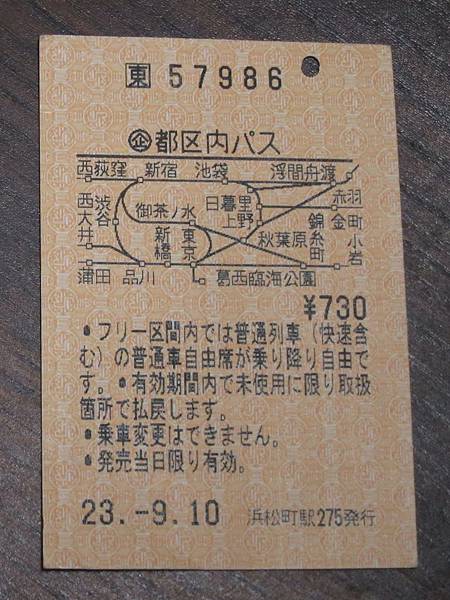 東 57986
企 都区内パス
西荻窪 新宿 池袋 浮間舟渡
赤羽
西大井 渋谷 御茶ノ水 日暮里 上野 金町
新橋 東京 秋葉原 錦糸町 小岩
蒲田 品川 葛西臨海公園
¥730
•フリー区間内では普通列車(快速含
む)の普通車自由席が乗り降り自由で
す。•有効期間内で未使用に限り取扱
箇所で払戻します。
•乗車変更はできません。
•発売当日限り有効。
23.-9.10 浜松町駅275発行